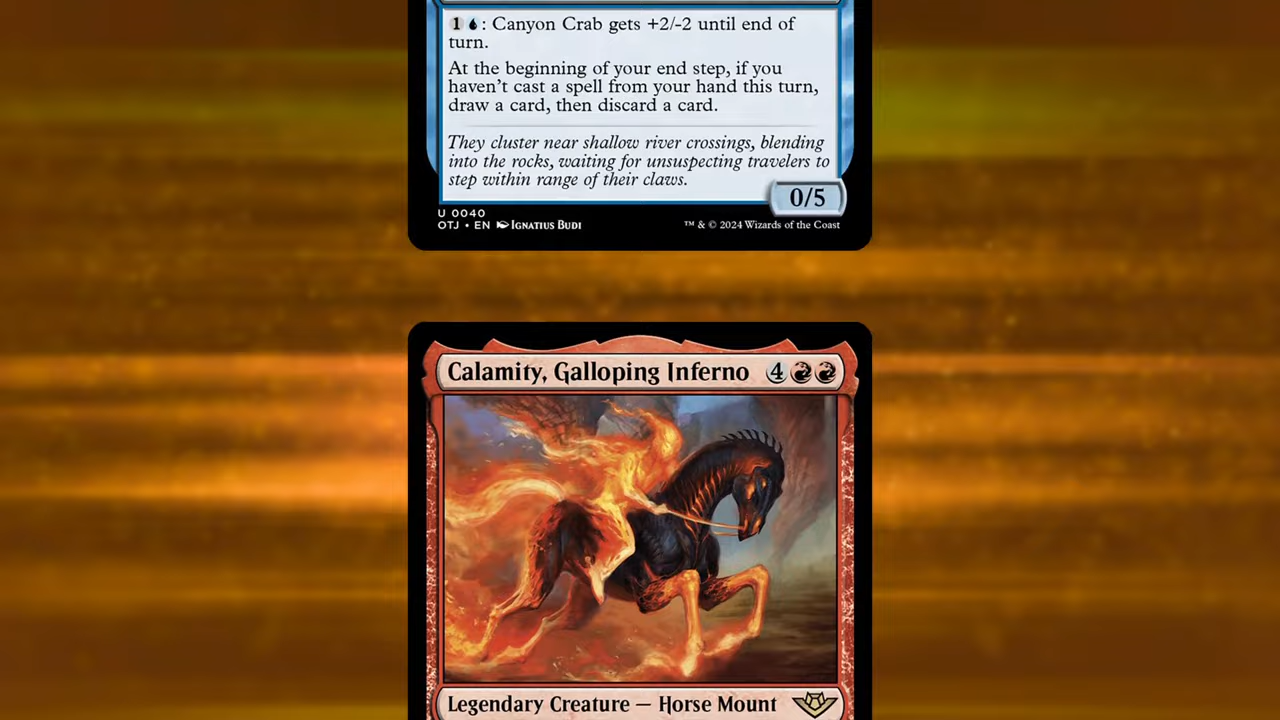 1 : Canyon Crab gets +2/-2 until end of
turn.
At the beginning of your end step, if you
haven't cast a spell from your hand this turn,
draw a card, then discard a card.
They cluster near shallow river crossings, blending
into the rocks, waiting for unsuspecting travelers to
step within range of their claws.
0/5
U 0040
OTJ • EN Ignatius Budi
™ & © 2024 Wizards of the Coast
Calamity, Galloping Inferno 4
Legendary Creature — Horse Mount